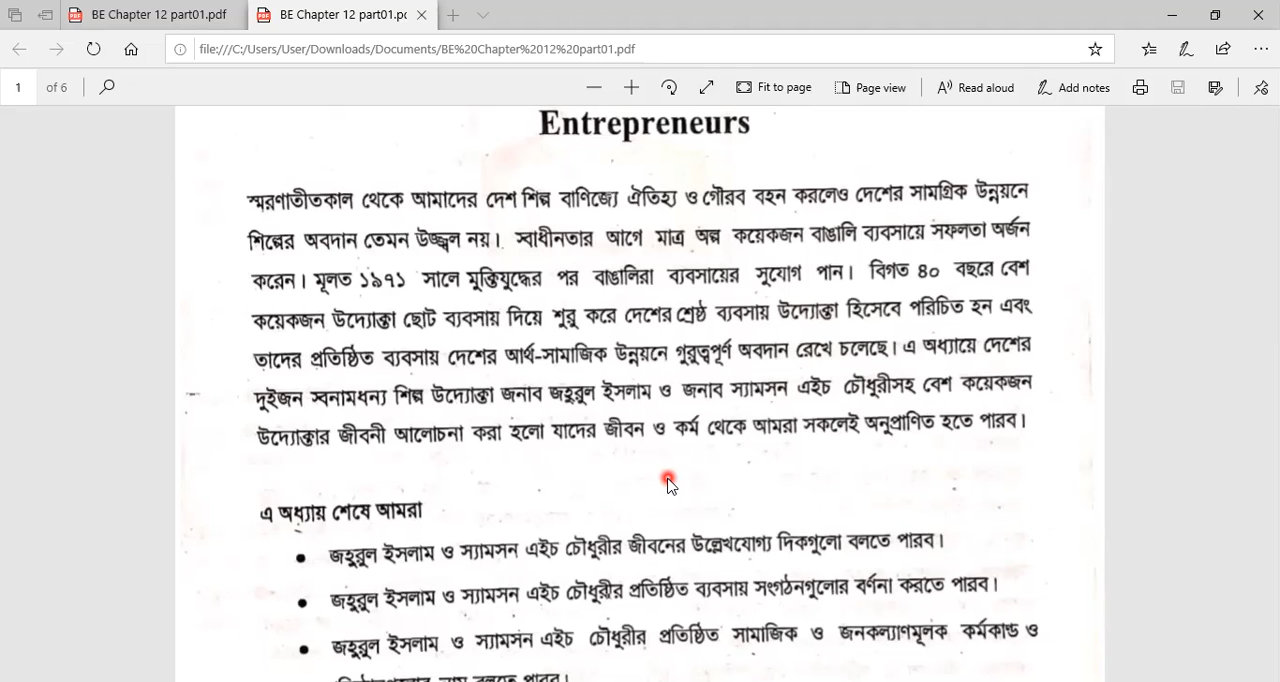 BE Chapter 12 part01.pdf
BE Chapter 12 part01.pc
file:///C:/Users/User/Downloads/Documents/BE%20Chapter%2012%20part01.pdf
1 of 6 Fit to page Page view Read aloud Add notes
Entrepreneurs
স্মরণাতীতকাল থেকে আমাদের দেশ শিল্প বাণিজ্যে ঐতিহ্য ও গৌরব বহন করলেও দেশের সামগ্রিক উন্নয়নে
শিল্পের অবদান তেমন উজ্জ্বল নয়। স্বাধীনতার আগে মাত্র অল্প কয়েকজন বাঙালি ব্যবসায়ে সফলতা অর্জন
করেন। মূলত ১৯৭১ সালে মুক্তিযুদ্ধের পর বাঙালিরা ব্যবসায়ের সুযোগ পান। বিগত ৪০ বছরে বেশ
কয়েকজন উদ্যোক্তা ছোট ব্যবসায় দিয়ে শুরু করে দেশের শ্রেষ্ঠ ব্যবসায় উদ্যোক্তা হিসেবে পরিচিত হন এবং
তাদের প্রতিষ্ঠিত ব্যবসায় দেশের আর্থ-সামাজিক উন্নয়নে গুরুত্বপূর্ণ অবদান রেখে চলেছে। এ অধ্যায়ে দেশের
দুইজন স্বনামধন্য শিল্প উদ্যোক্তা জনাব জহুরুল ইসলাম ও জনাব স্যামসন এইচ চৌধুরীসহ বেশ কয়েকজন
উদ্যোক্তার জীবনী আলোচনা করা হলো যাদের জীবন ও কর্ম থেকে আমরা সকলেই অনুপ্রাণিত হতে পারব।
এ অধ্যায় শেষে আমরা
● জহুরুল ইসলাম ও স্যামসন এইচ চৌধুরীর জীবনের উল্লেখযোগ্য দিকগুলো বলতে পারব।
● জহুরুল ইসলাম ও স্যামসন এইচ চৌধুরীর প্রতিষ্ঠিত ব্যবসায় সংগঠনগুলোর বর্ণনা করতে পারব।
● জহুরুল ইসলাম ও স্যামসন এইচ চৌধুরীর প্রতিষ্ঠিত সামাজিক ও জনকল্যাণমূলক কর্মকান্ড ও
নাম বলতে পারব।